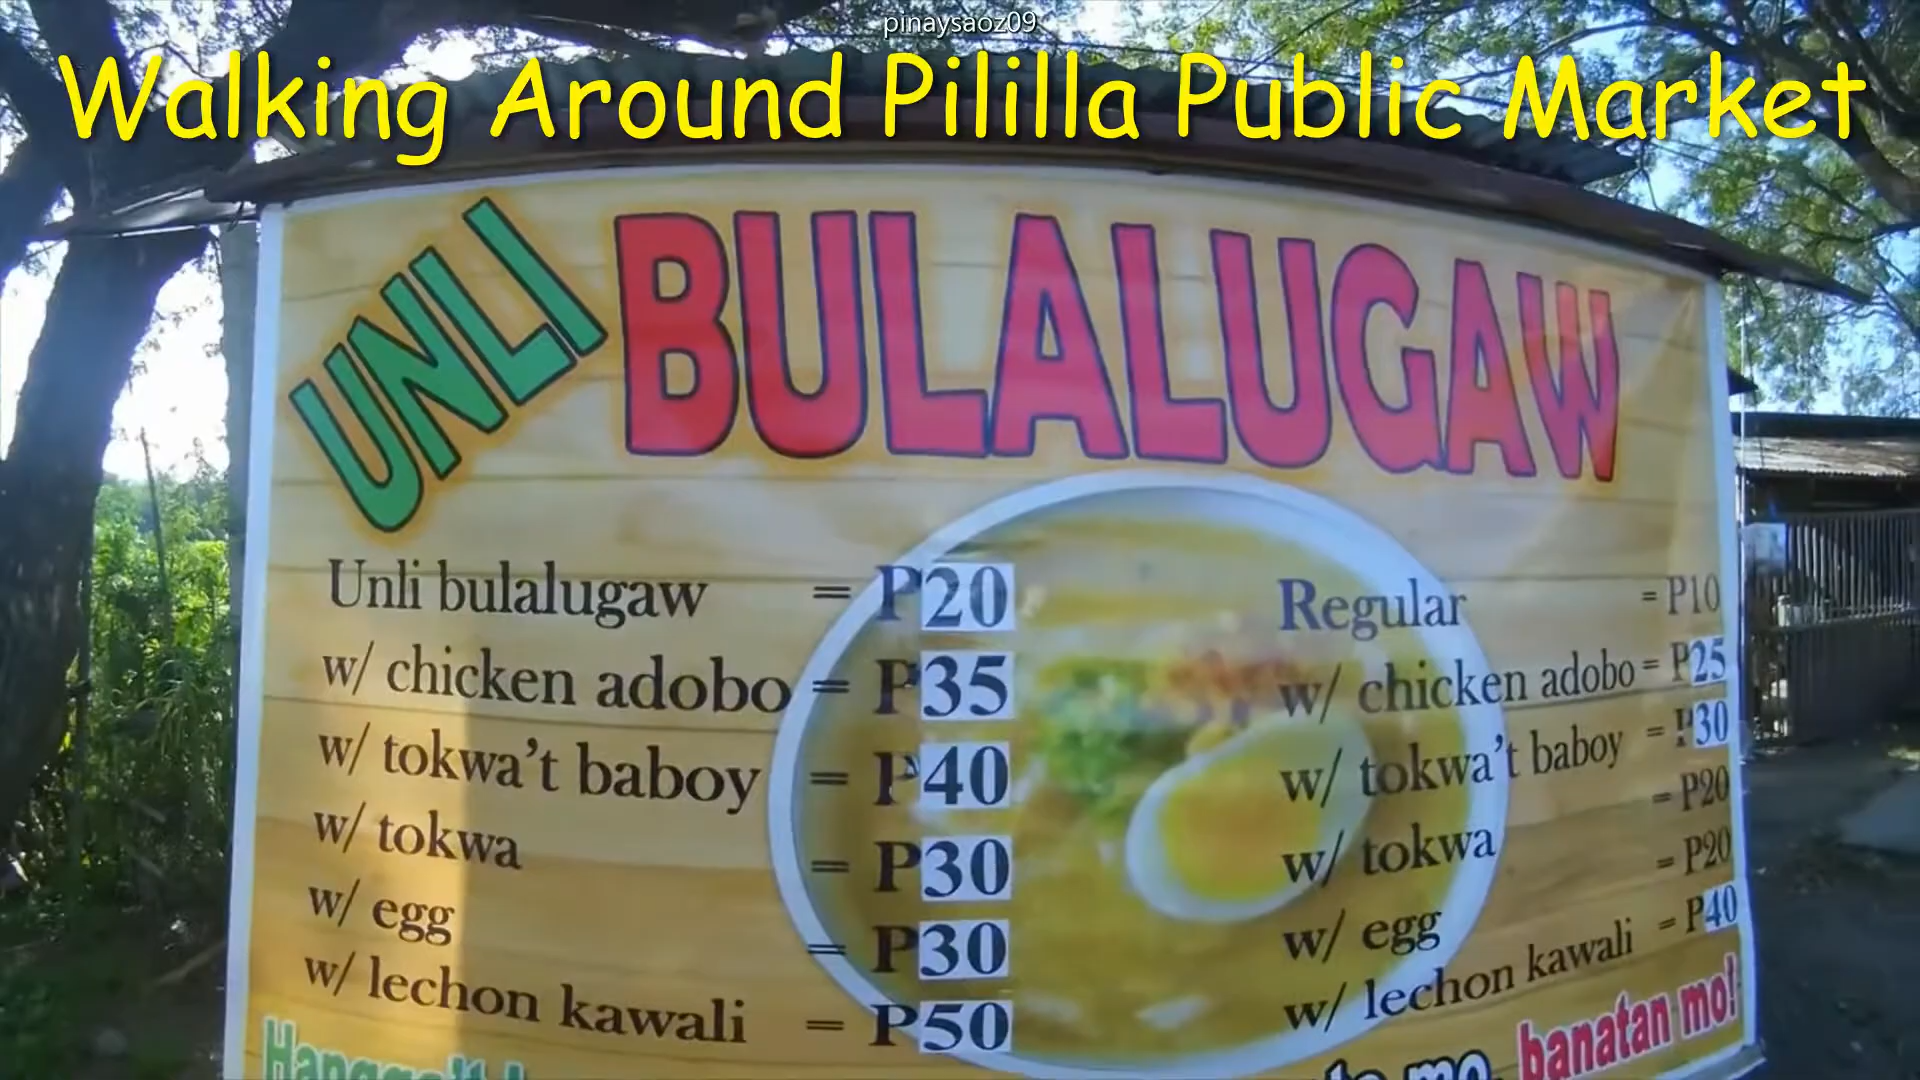 pinaysaoz09
Walking Around Pililla Public Market
UNLI BULALUGAW
Unli bulalugaw = P20
w/ chicken adobo = P35
w/ tokwa't baboy = P40
w/ tokwa = P30
w/ egg = P30
w/ lechon kawali = P50
Regular = P10
w/ chicken adobo = P25
w/ tokwa't baboy = P30
w/ tokwa = P20
w/ egg = P20
w/ lechon kawali = P40
mo, banatan mo!